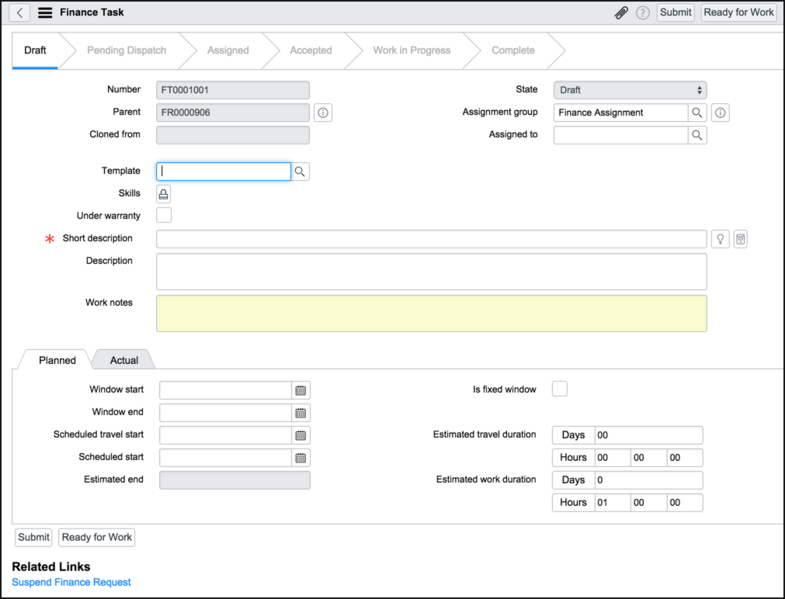 Finance Task
Submit
Ready for Work
Draft
Pending Dispatch
Assigned
Accepted
Work in Progress
Complete
Number FT0001001
State Draft
Parent FR0000906
Assignment group Finance Assignment
Cloned from
Assigned to
Template
Skills
Under warranty
Short description
Description
Work notes
Planned
Actual
Window start
Is fixed window
Window end
Scheduled travel start
Estimated travel duration Days 00
Scheduled start
Hours 00 00 00
Estimated end
Estimated work duration Days 0
Hours 01 00 00
Submit
Ready for Work
Related Links
Suspend Finance Request